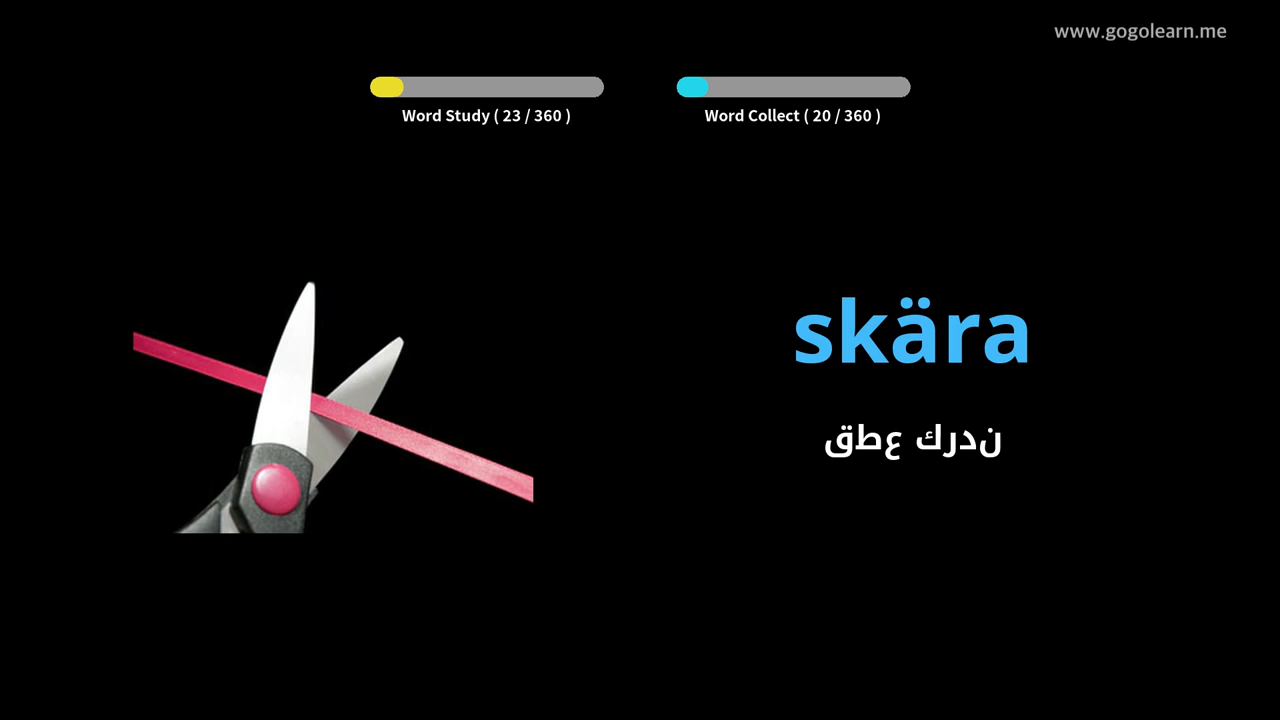 www.gogolearn.me
Word Study ( 23 / 360 )
Word Collect ( 20 / 360 )
skära
ندرك عطق